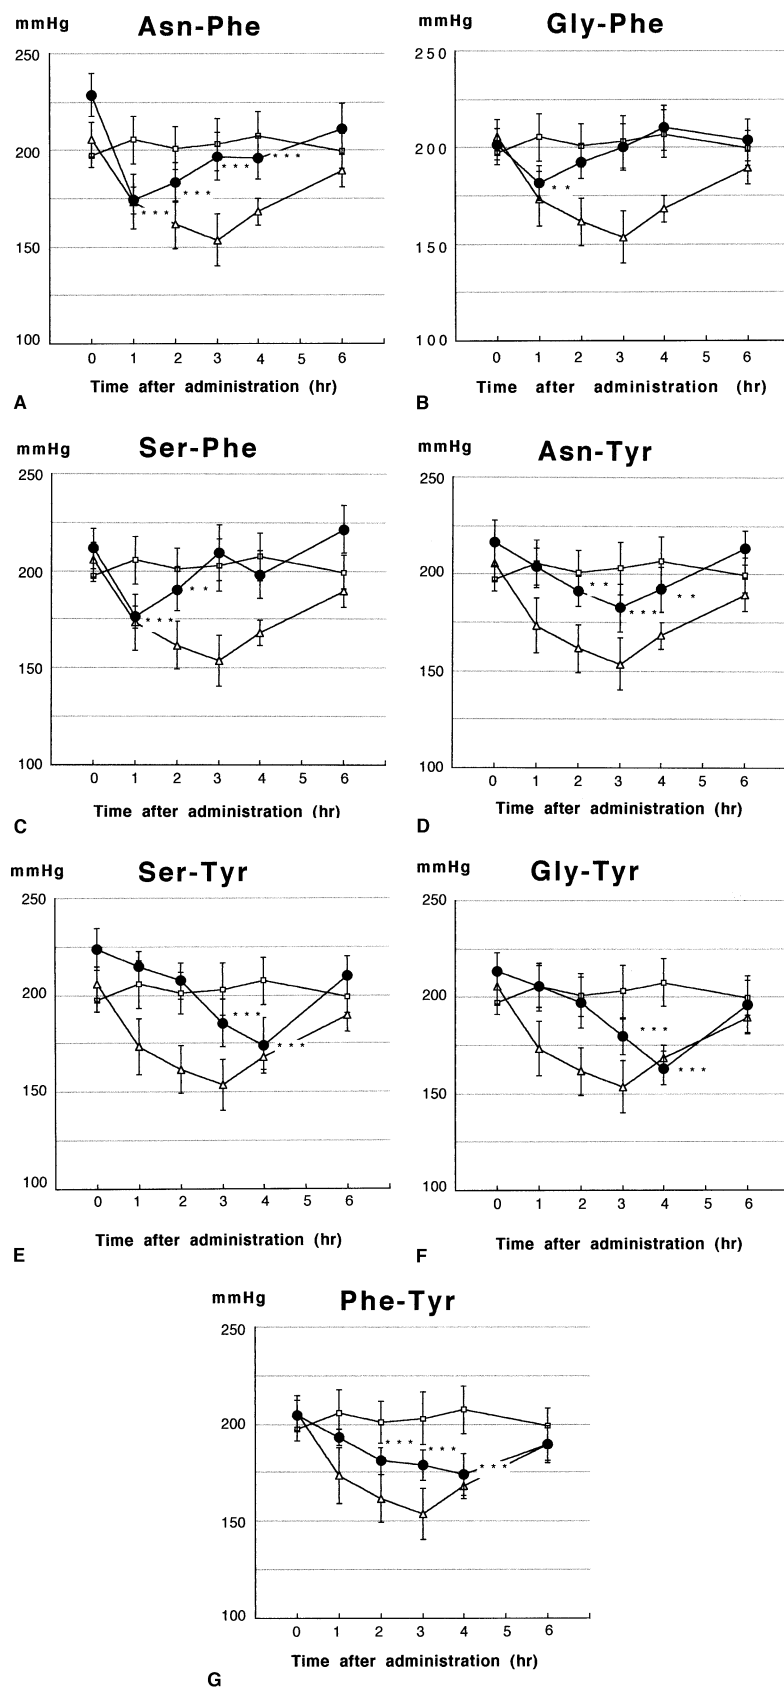 mmHg Asn-Phe
250
200
* * *
* * *
* * *
* * *
150
100
0 1 2 3 4 5 6
Time after administration (hr)
A
mmHg Gly-Phe
250
200
* *
150
100
0 1 2 3 4 5 6
Time after administration (hr)
B
mmHg Ser-Phe
250
200
* *
* * *
150
100
0 1 2 3 4 5 6
Time after administration (hr)
C
mmHg Asn-Tyr
250
200
* *
* *
* * *
150
100
0 1 2 3 4 5 6
Time after administration (hr)
D
mmHg Ser-Tyr
250
200
* * *
* * *
150
100
0 1 2 3 4 5 6
Time after administration (hr)
E
mmHg Gly-Tyr
250
200
* * *
* * *
150
100
0 1 2 3 4 5 6
Time after administration (hr)
F
mmHg Phe-Tyr
250
200
* * *
* * *
* * *
150
100
0 1 2 3 4 5 6
Time after administration (hr)
G